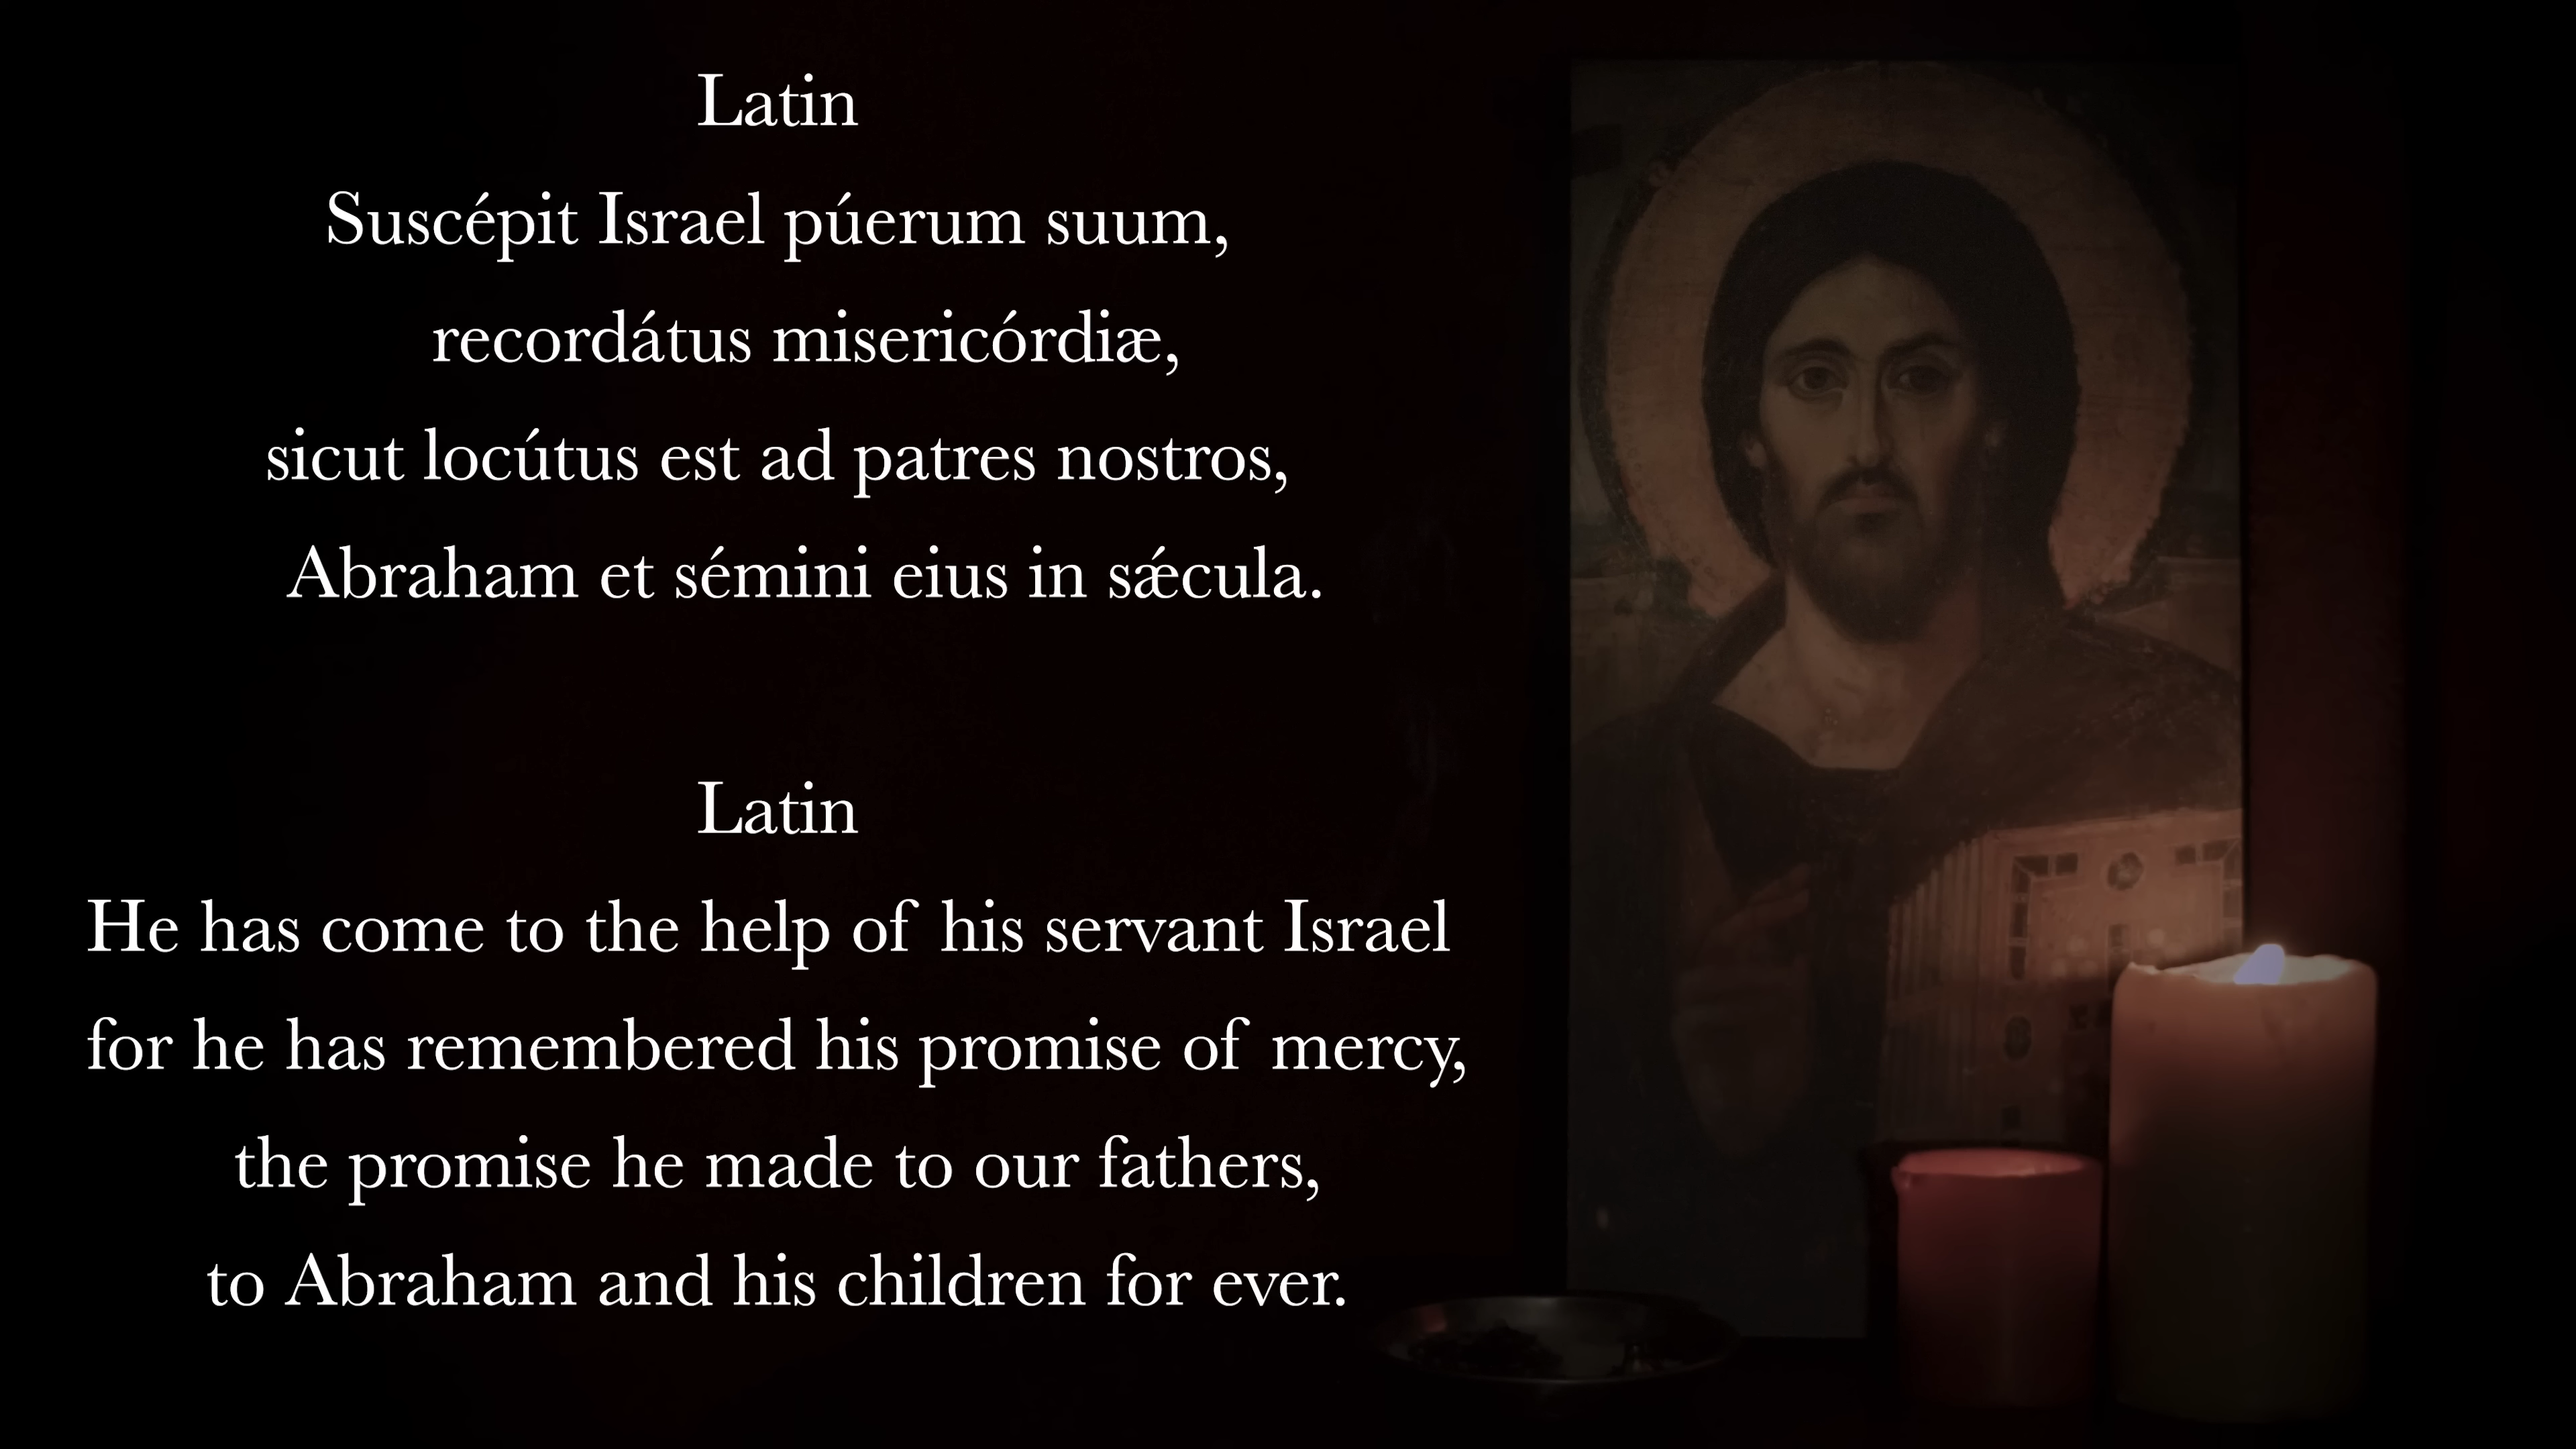 Latin
Suscépit Israel púerum suum,
recordátus misericórdiæ,
sicut locútus est ad patres nostros,
Abraham et sémini eius in sǽcula.
Latin
He has come to the help of his servant Israel
for he has remembered his promise of mercy,
the promise he made to our fathers,
to Abraham and his children for ever.